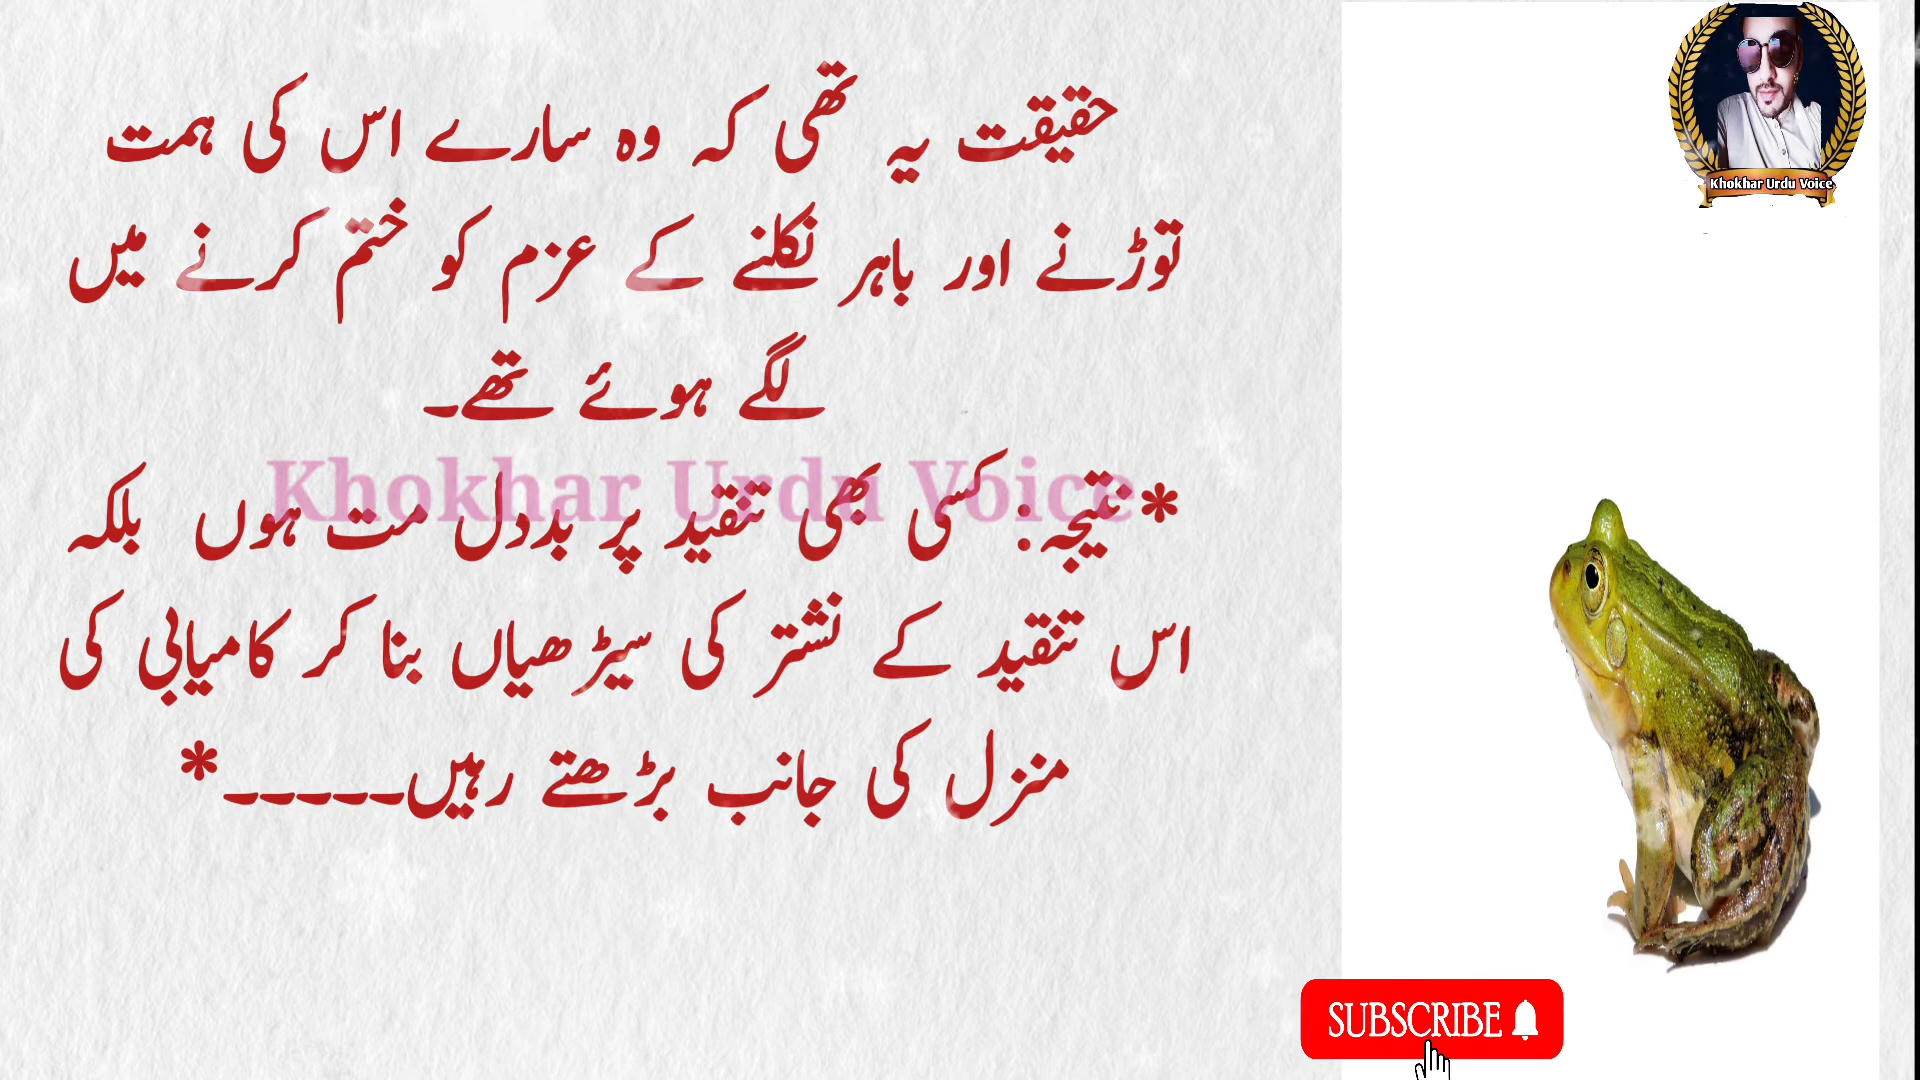 حقیقت یہ تھی کہ وہ سارے اس کی ہمت
توڑنے اور باہر نکلنے کے عزم کو ختم کرنے میں
لگے ہوئے تھے۔
*نتیجہ: کسی بھی تنقید پر بددل مت ہوں بلکہ
اس تنقید کے نشتر کی سیڑھیاں بنا کر کامیابی کی
منزل کی جانب بڑھتے رہیں۔۔۔۔۔*
Khokhar Urdu Voice
Khokhar Urdu Voice
SUBSCRIBE